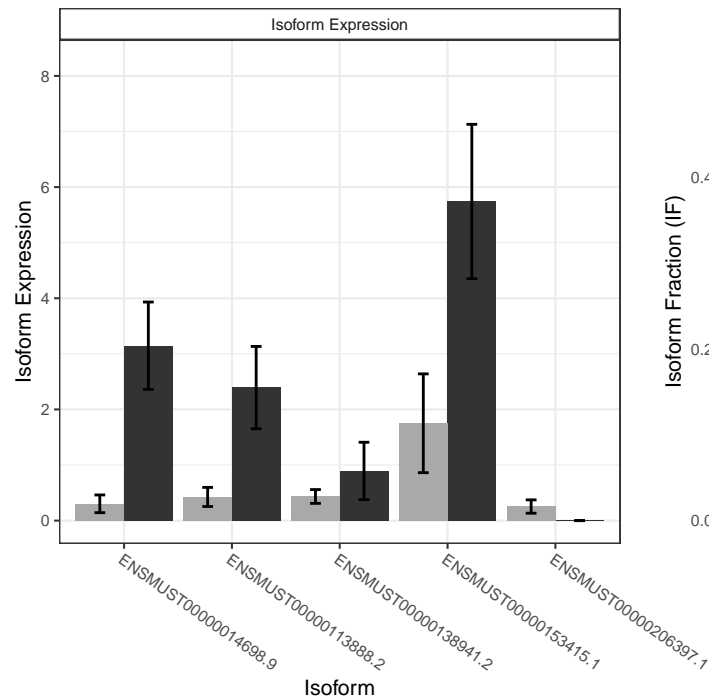 Isoform Expression
8
6
4
2
0
Isoform Expression
ENSMUST00000014698.9
ENSMUST00000113888.2
ENSMUST00000138941.2
ENSMUST00000153415.1
ENSMUST00000206397.1
Isoform
0.4
0.2
0.0
Isoform Fraction (IF)